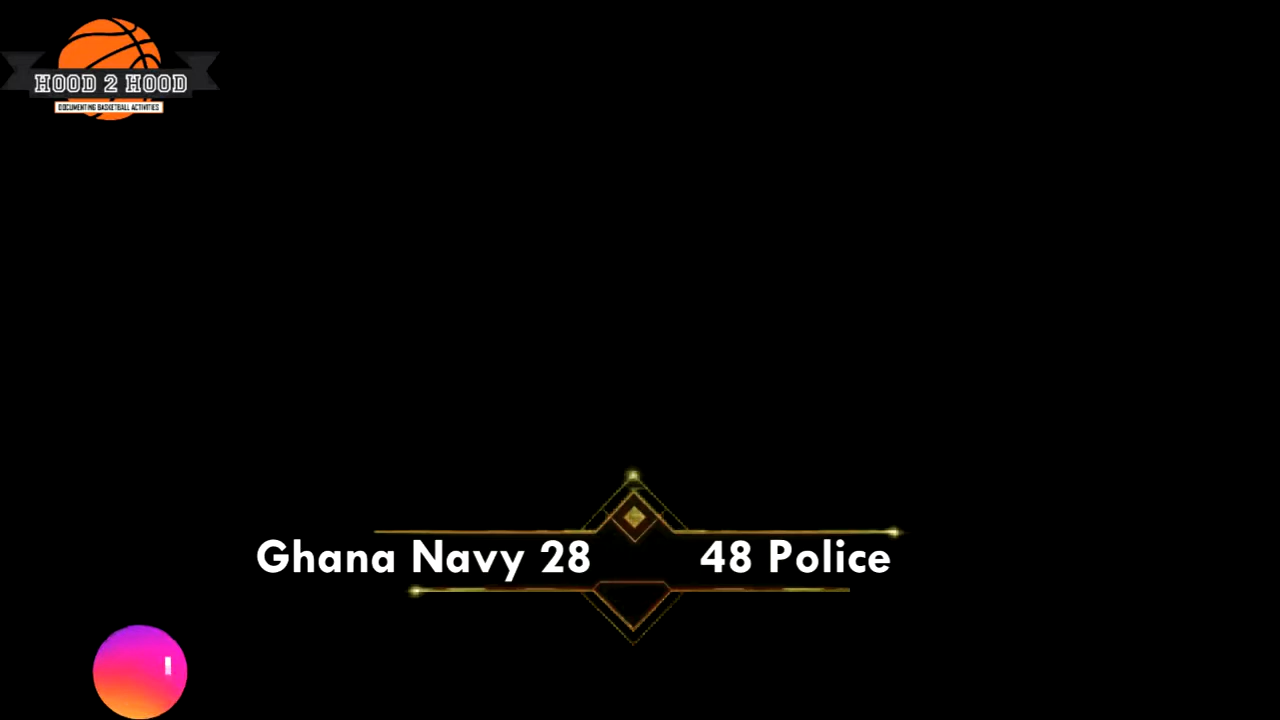 HOOD 2 HOOD
DOCUMENTING BASKETBALL ACTIVITIES
Ghana Navy 28 48 Police